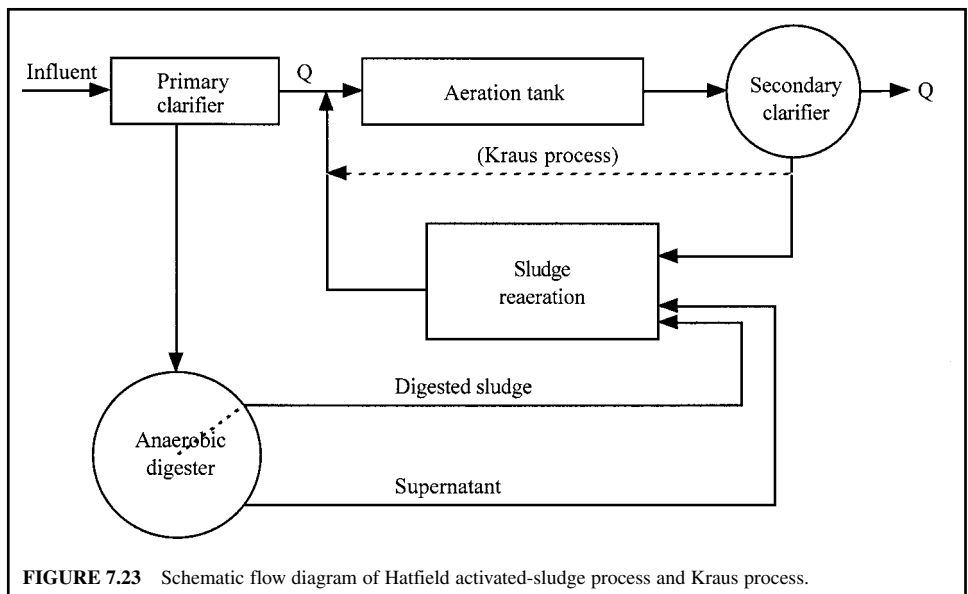 Influent
Primary
clarifier
Q
Aeration tank
Secondary
clarifier
Q
(Kraus process)
Sludge
reaeration
Digested sludge
Anaerobic
digester
Supernatant
FIGURE 7.23 Schematic flow diagram of Hatfield activated-sludge process and Kraus process.